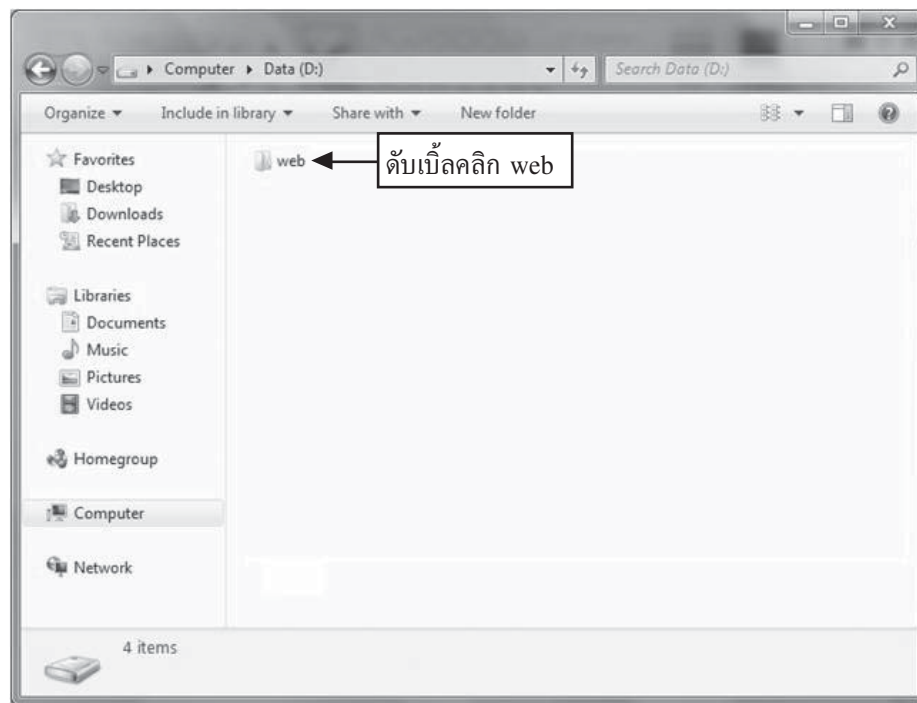 Computer ▸ Data (D:)
Search Data (D:)
Organize
Include in library
Share with
New folder
Favorites
Desktop
Downloads
Recent Places
Libraries
Documents
Music
Pictures
Videos
Homegroup
Computer
Network
web
ดับเบิ้ลคลิก web
4 items